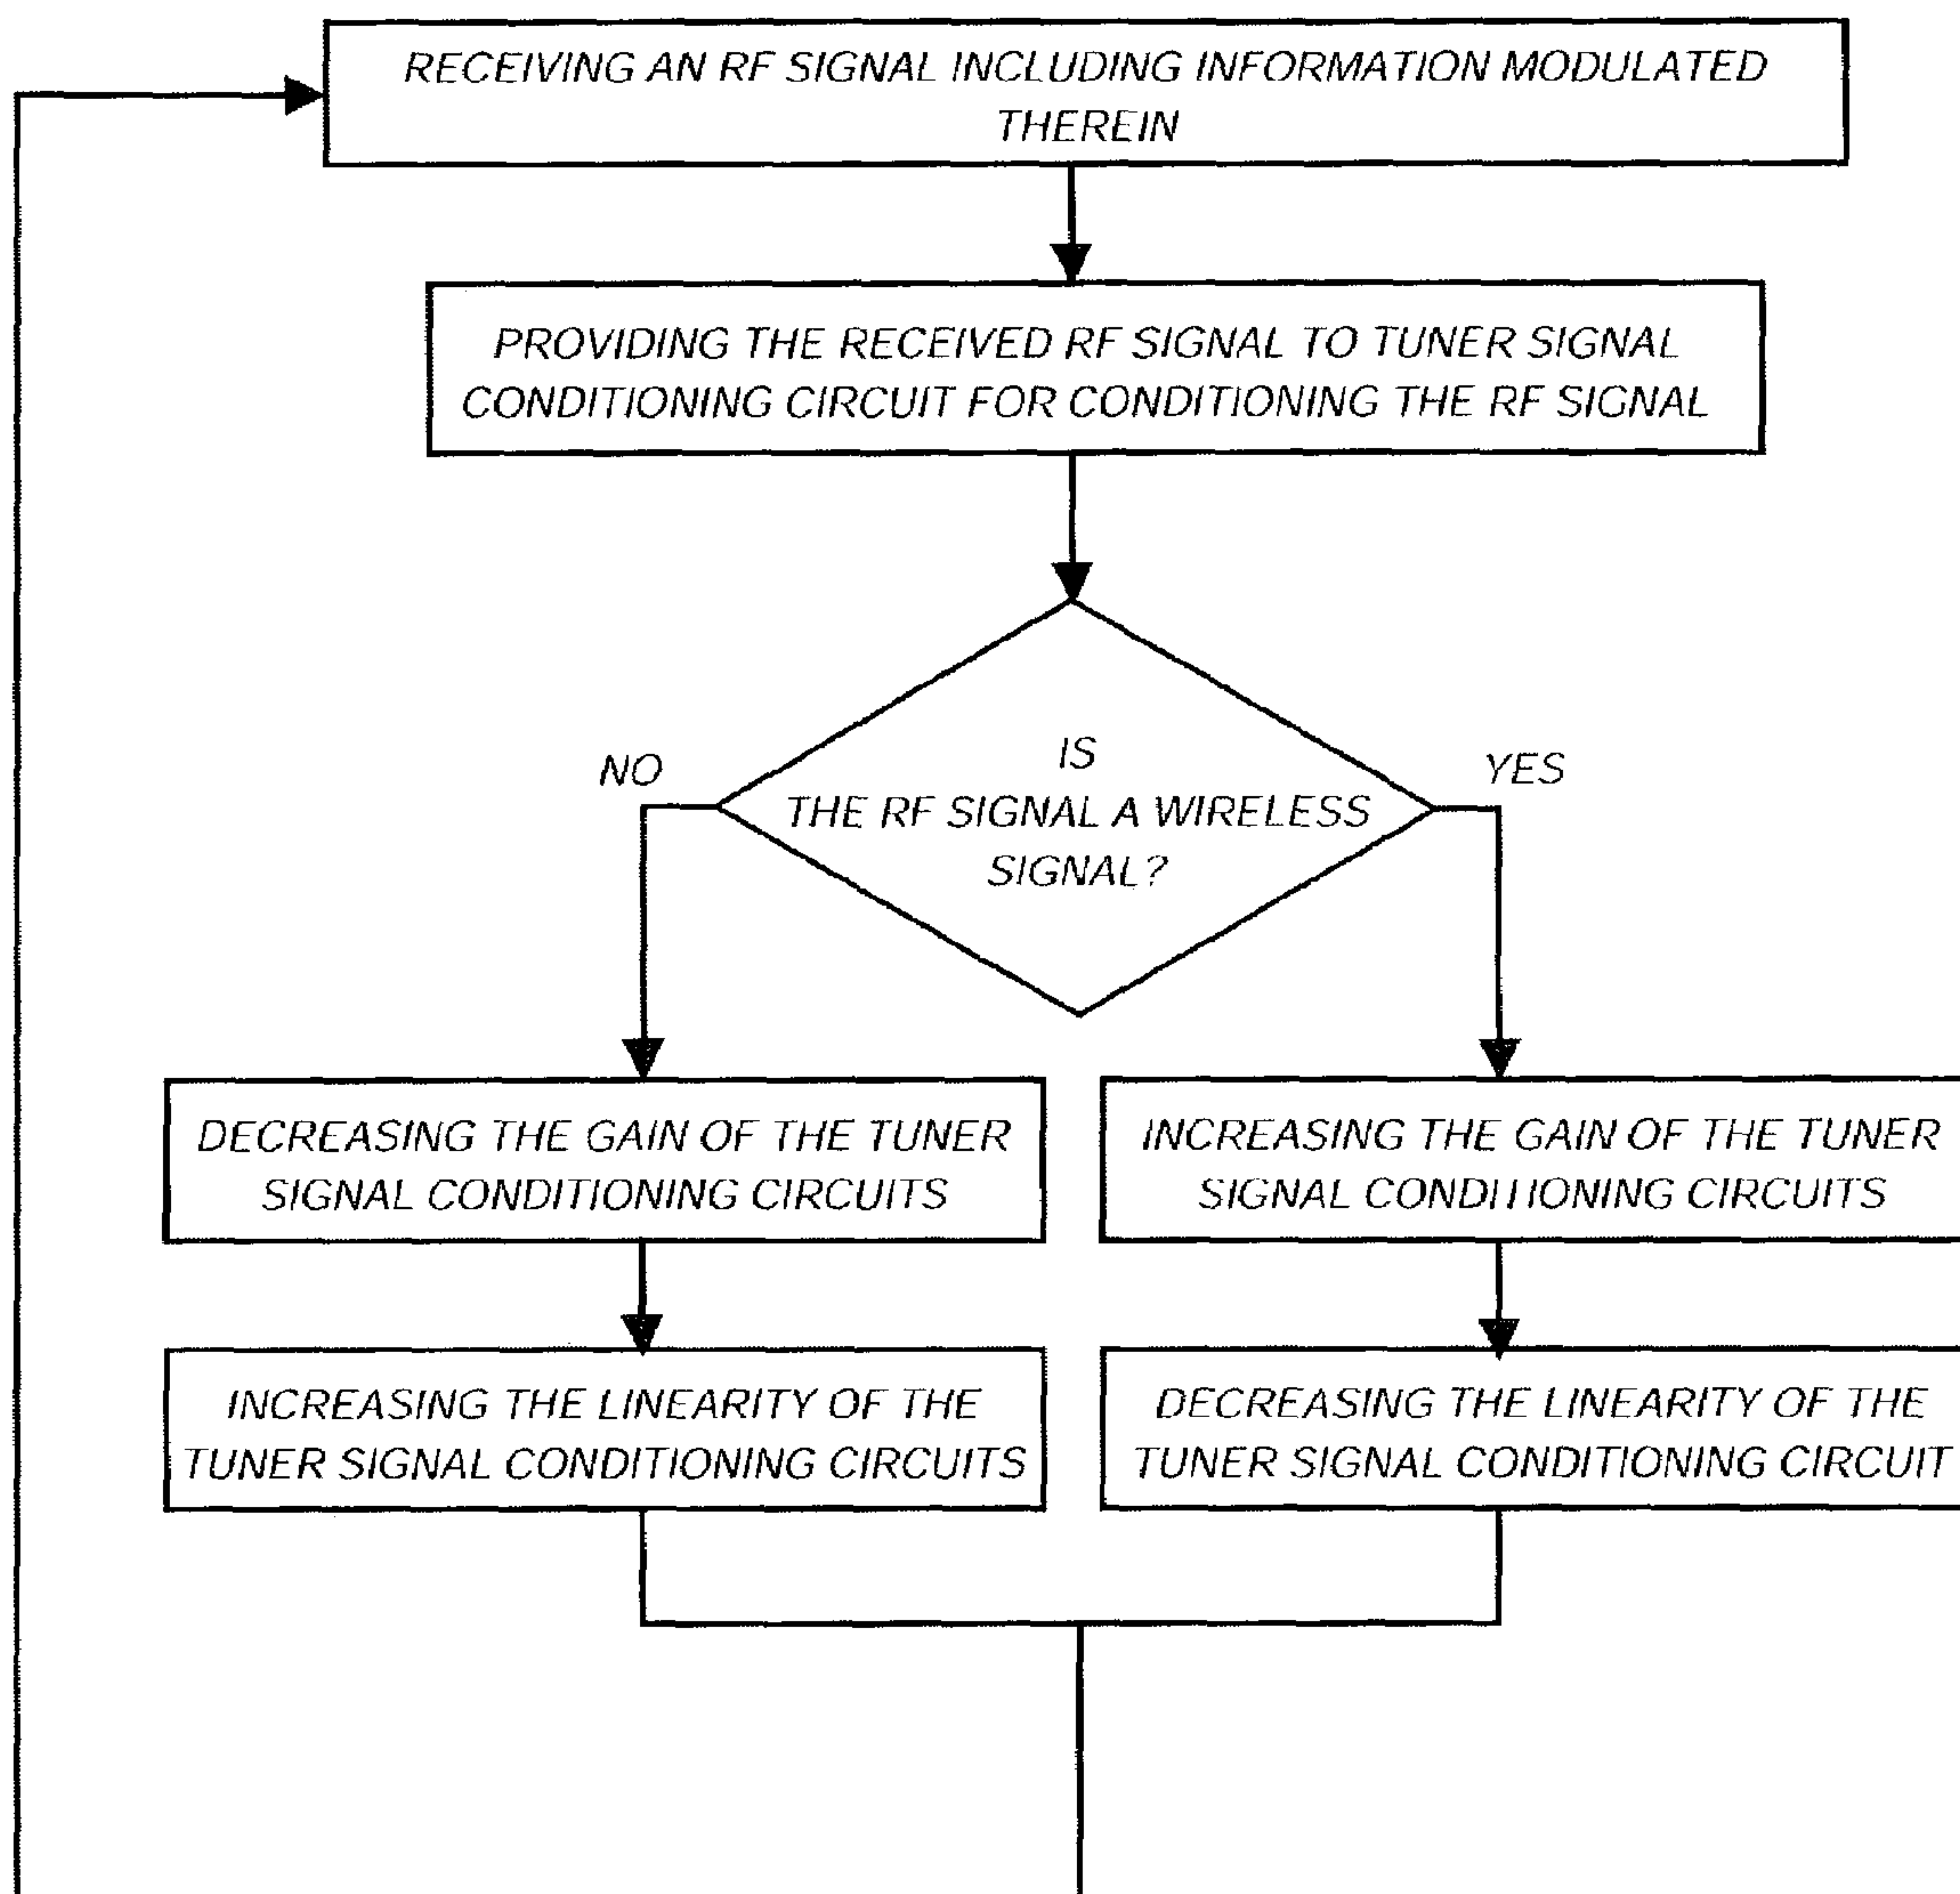 RECEIVING AN RF SIGNAL INCLUDING INFORMATION MODULATED
THEREIN
PROVIDING THE RECEIVED RF SIGNAL TO TUNER SIGNAL
CONDITIONING CIRCUIT FOR CONDITIONING THE RF SIGNAL
IS
THE RF SIGNAL A WIRELESS
SIGNAL?
NO
YES
DECREASING THE GAIN OF THE TUNER
SIGNAL CONDITIONING CIRCUITS
INCREASING THE GAIN OF THE TUNER
SIGNAL CONDITIONING CIRCUITS
INCREASING THE LINEARITY OF THE
TUNER SIGNAL CONDITIONING CIRCUITS
DECREASING THE LINEARITY OF THE
TUNER SIGNAL CONDITIONING CIRCUIT